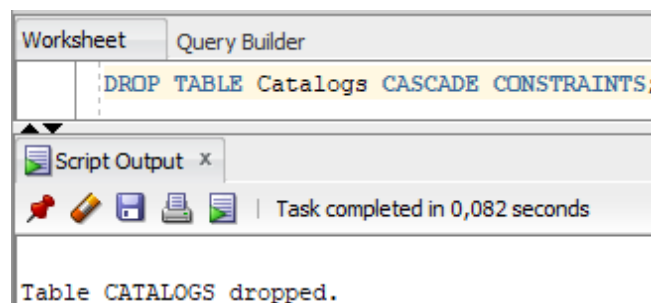 Worksheet Query Builder
DROP TABLE Catalogs CASCADE CONSTRAINTS;
Script Output x
Task completed in 0,082 seconds
Table CATALOGS dropped.